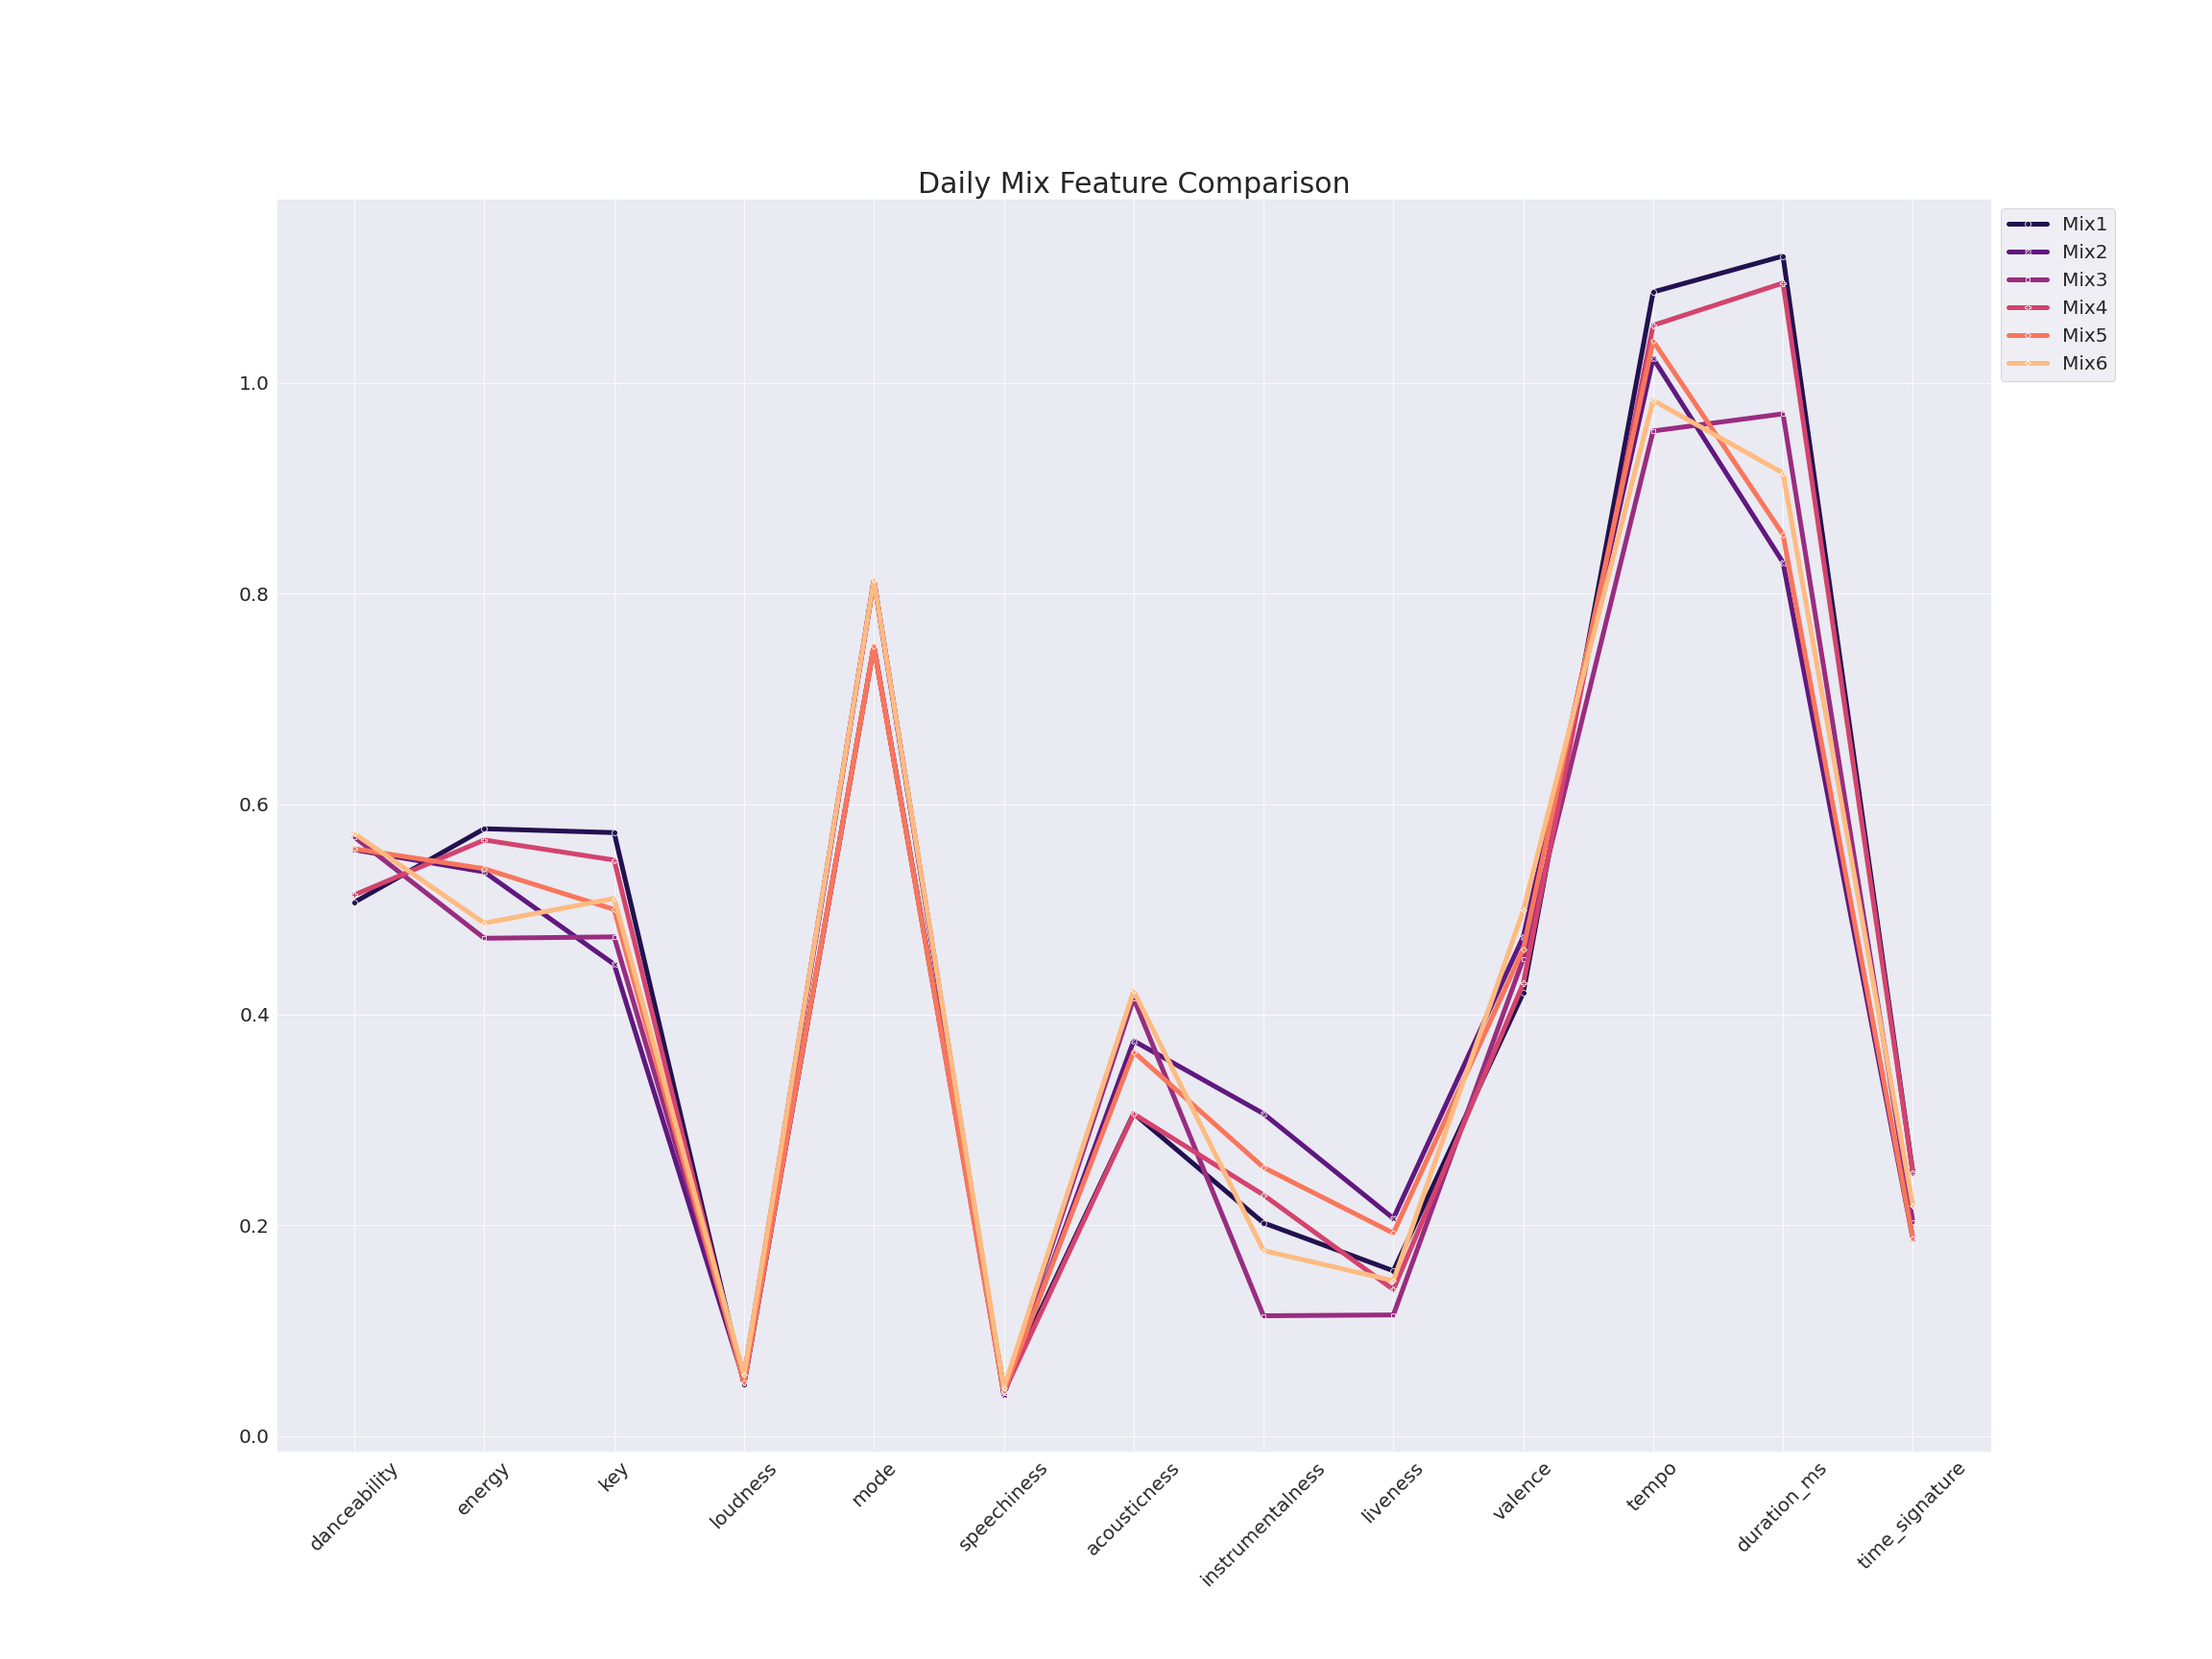 Daily Mix Feature Comparison
Mix1
Mix2
Mix3
Mix4
Mix5
Mix6
1.0
0.8
0.6
0.4
0.2
0.0
danceability
energy
key
loudness
mode
speechiness
acousticness
instrumentalness
liveness
valence
tempo
duration_ms
time_signature